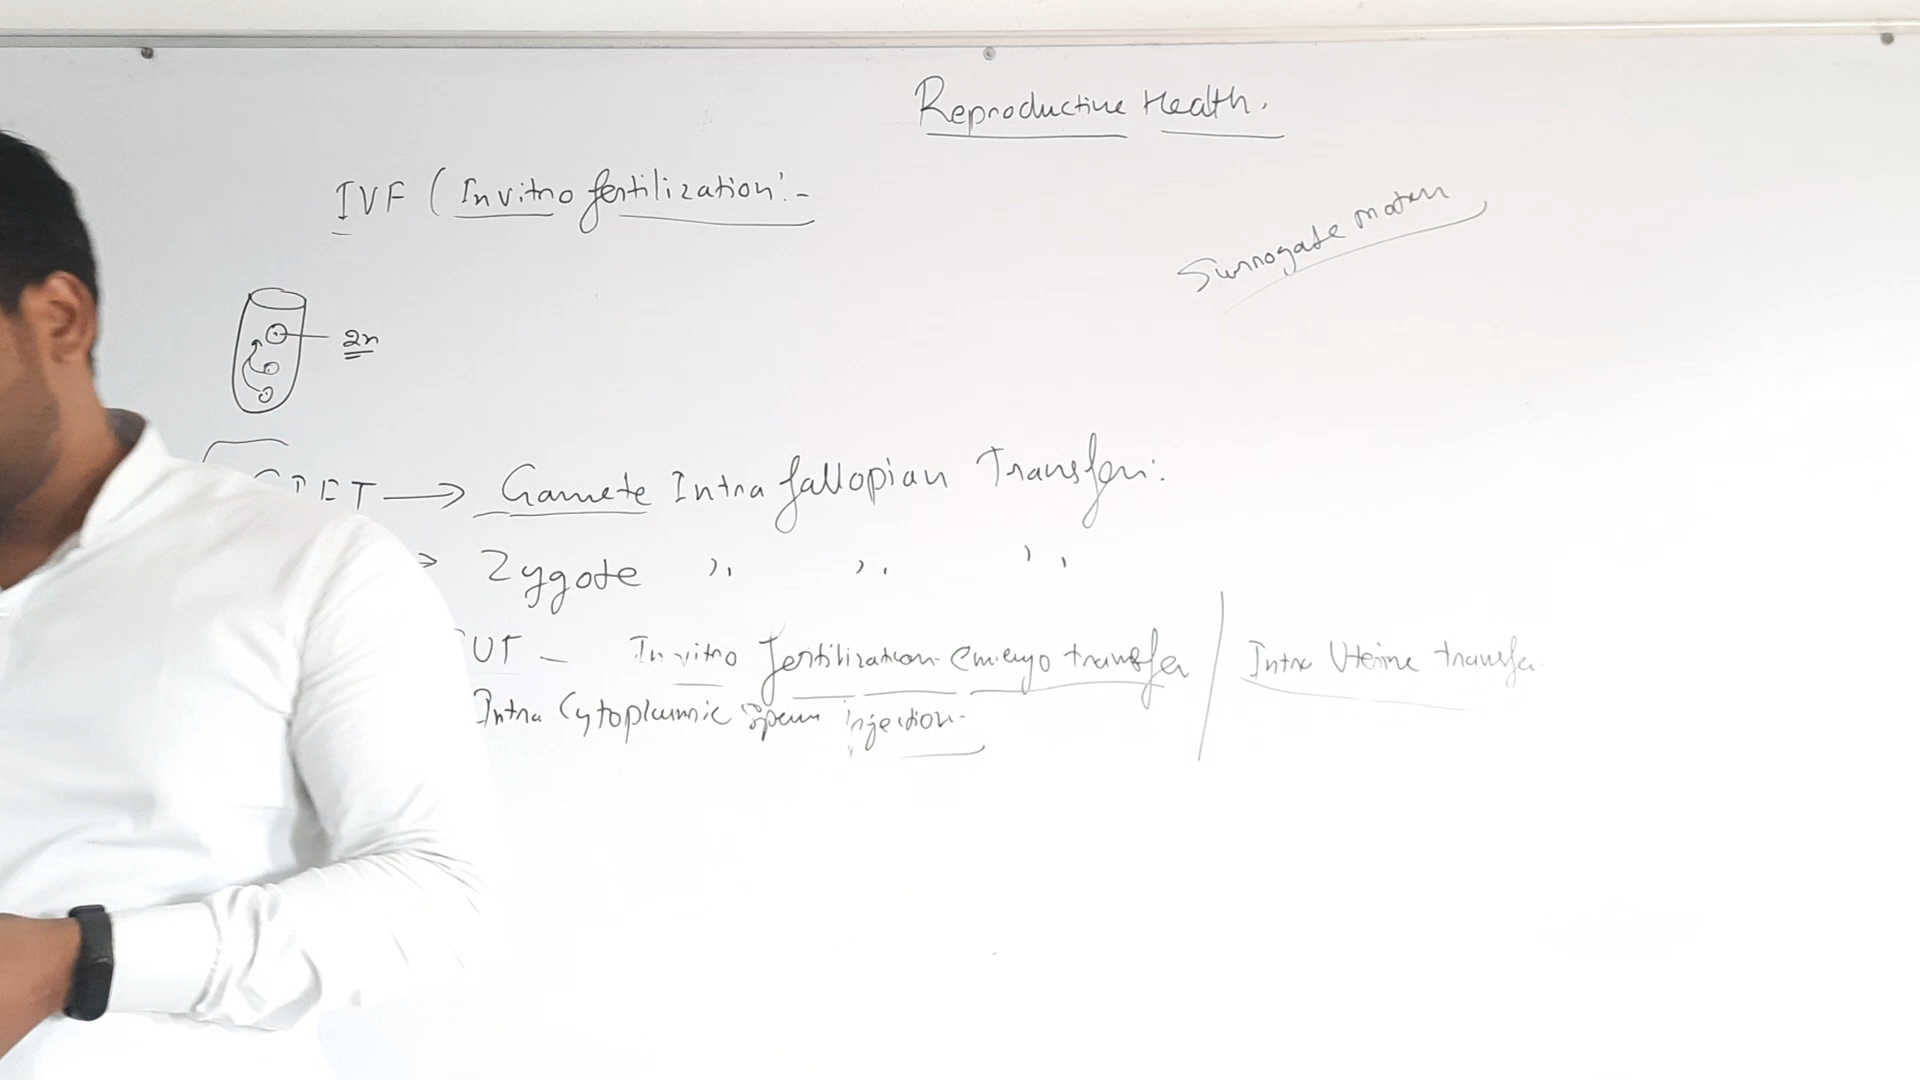 Reproductive Health.
IVF (Invitro fertilization:-
Surrogate
2n
GIFT → Gamete Intra fallopian Transfer:
→ Zygote ,, ,, ,,
UT - In vitro fertilization - embryo transfer / Intra Uterine transfer
Intra Cytoplasmic Sperm injection-